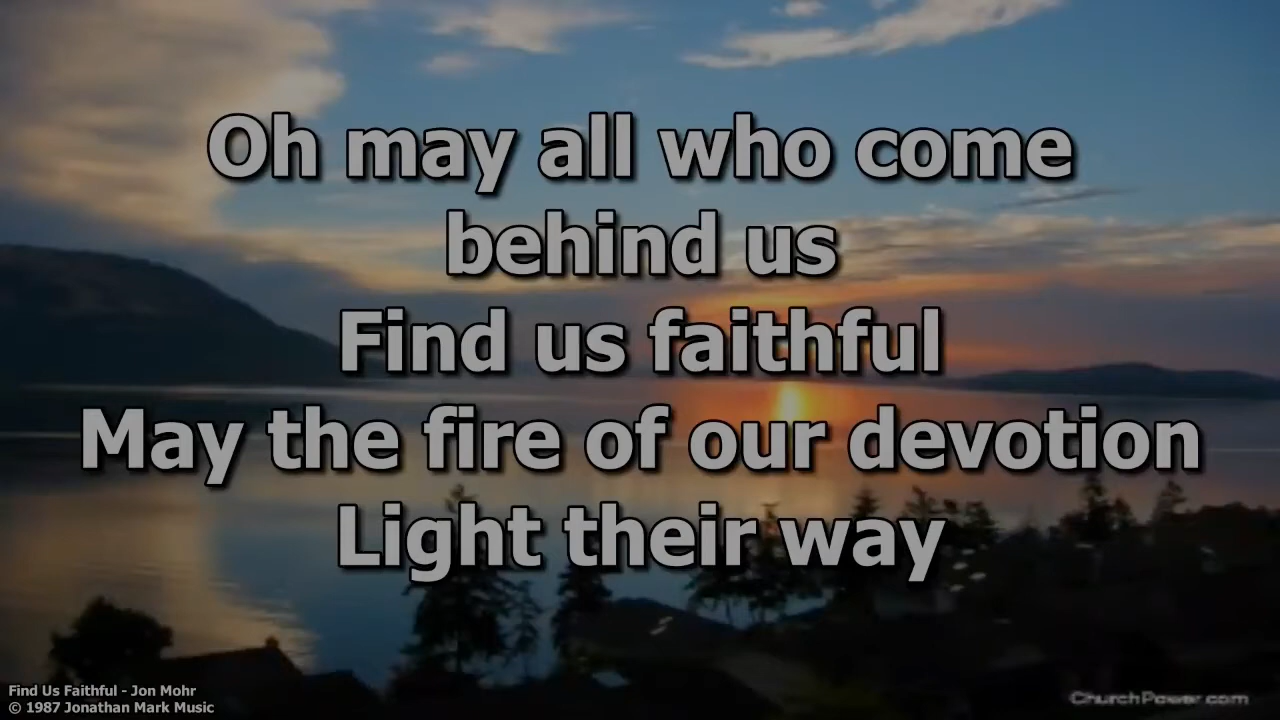 Oh may all who come
behind us
Find us faithful
May the fire of our devotion
Light their way
Find Us Faithful - Jon Mohr
© 1987 Jonathan Mark Music
ChurchPower.com